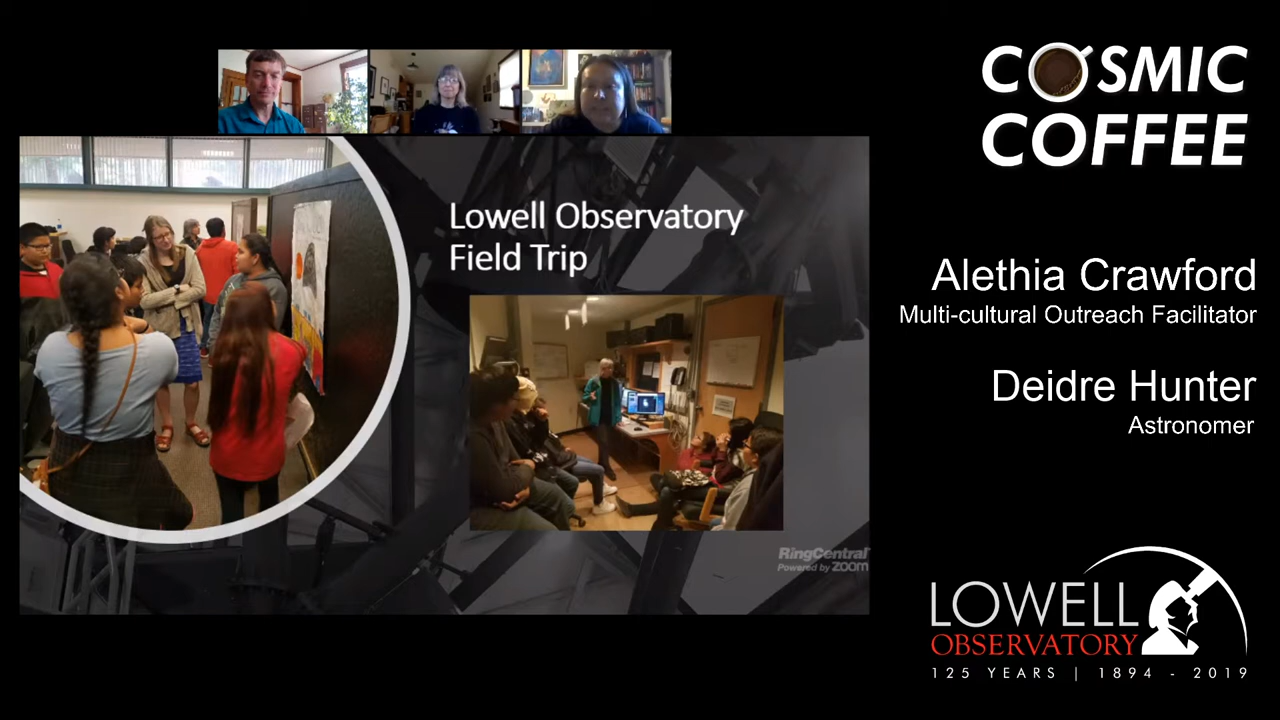 COSMIC
COFFEE
Lowell Observatory
Field Trip
Alethia Crawford
Multi-cultural Outreach Facilitator
Deidre Hunter
Astronomer
RingCentral
Powered by ZOOM
LOWELL
OBSERVATORY
125 YEARS | 1894 - 2019